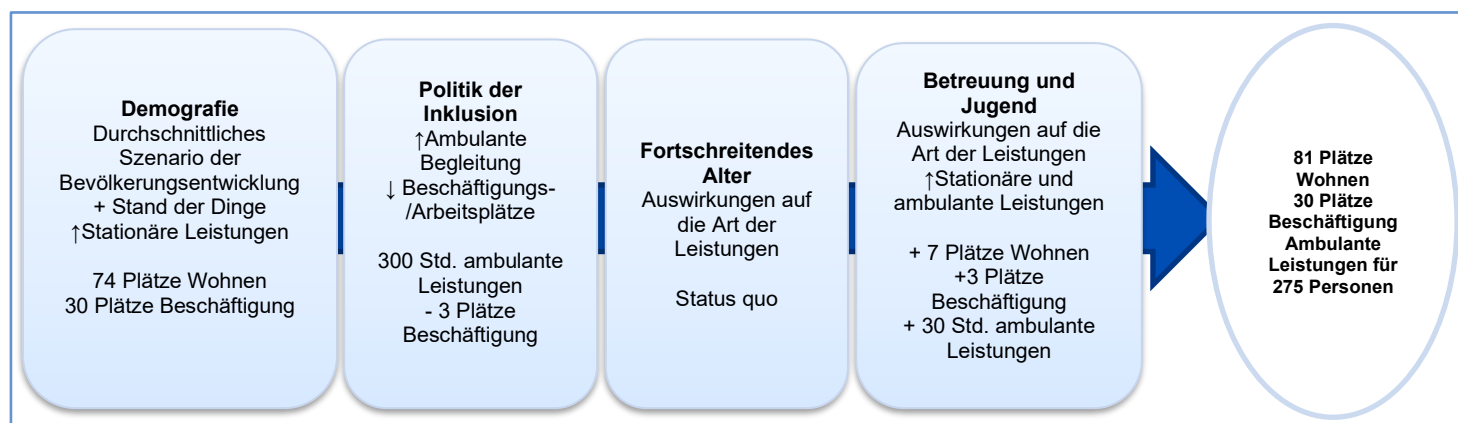 Demografie
Durchschnittliches
Szenario der
Bevölkerungsentwicklung
+ Stand der Dinge
↑Stationäre Leistungen
74 Plätze Wohnen
30 Plätze Beschäftigung
Politik der
Inklusion
↑Ambulante
Begleitung
↓ Beschäftigungs-
/Arbeitsplätze
300 Std. ambulante
Leistungen
- 3 Plätze
Beschäftigung
Fortschreitendes
Alter
Auswirkungen auf
die Art der
Leistungen
Status quo
Betreuung und
Jugend
Auswirkungen auf die
Art der Leistungen
↑Stationäre und
ambulante Leistungen
+ 7 Plätze Wohnen
+3 Plätze
Beschäftigung
+ 30 Std. ambulante
Leistungen
81 Plätze
Wohnen
30 Plätze
Beschäftigung
Ambulante
Leistungen für
275 Personen